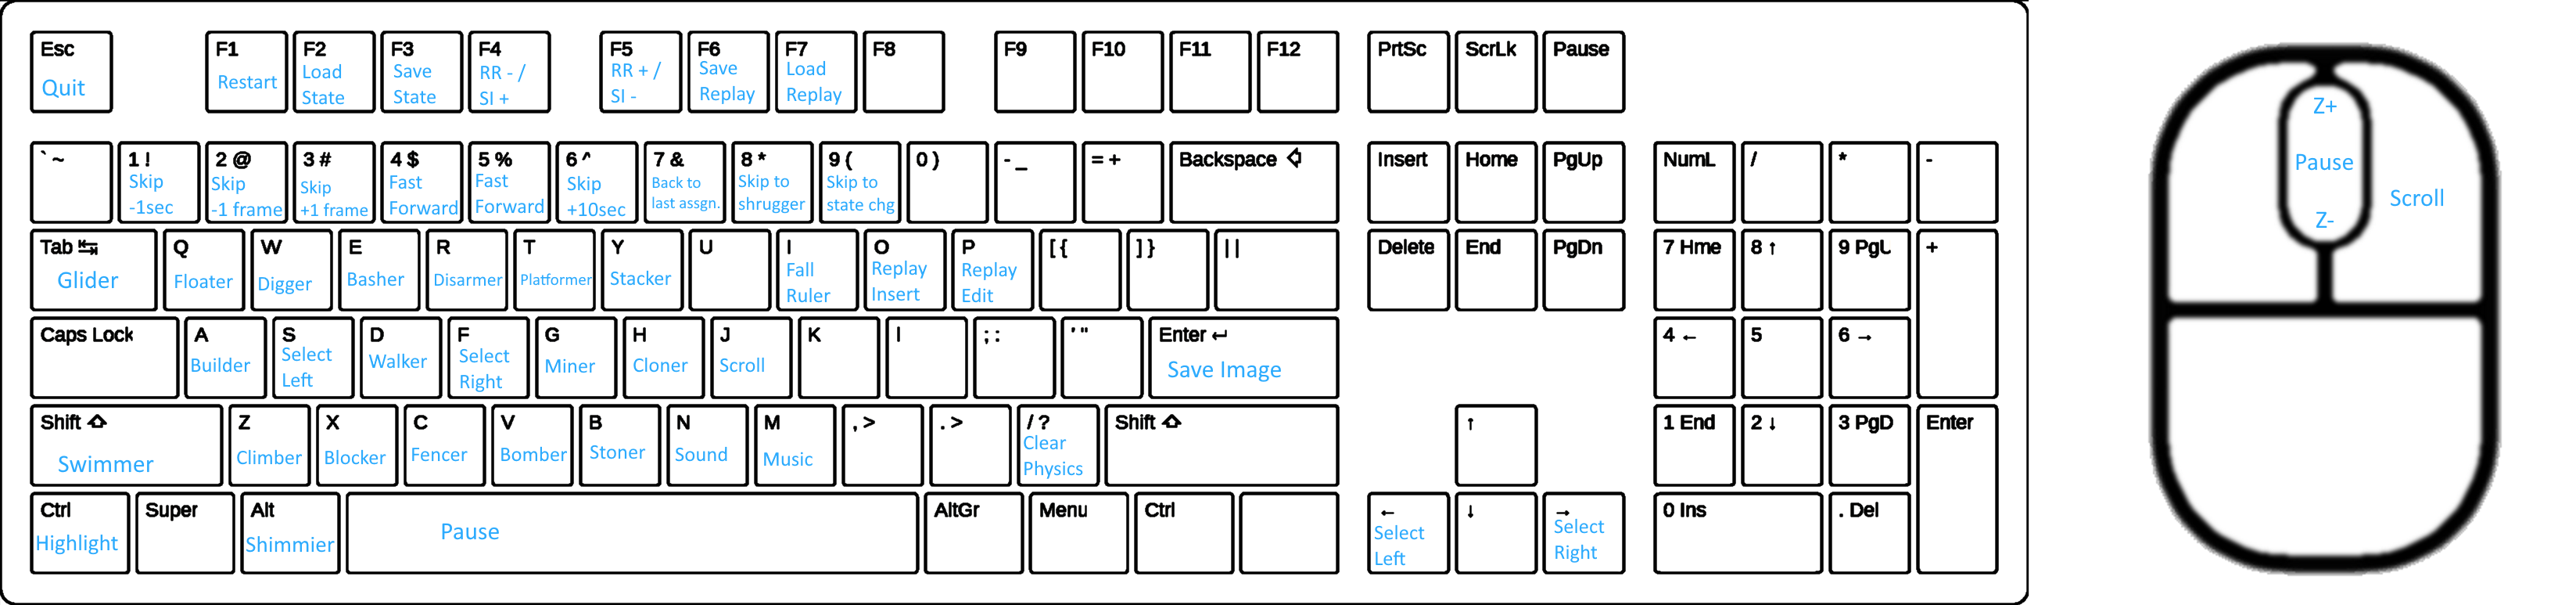 Esc F1 F2 F3 F4 F5 F6 F7 F8 F9 F10 F11 F12 PrtSc ScrLk Pause
Quit Restart Load State Save State RR - / SI + RR + / SI - Save Replay Load Replay
` ~ 1 ! 2 @ 3 # 4 $ 5 % 6 ^ 7 & 8 * 9 ( 0 ) - _ = + Backspace Insert Home PgUp NumL / * -
Skip -1sec Skip -1 frame Skip +1 frame Fast Forward Fast Forward Skip +10sec Back to last assgn. Skip to shrugger Skip to state chg
Tab ↹ Q W E R T Y U I O P [ { ] } | | Delete End PgDn 7 Hme 8 ↑ 9 PgU +
Glider Floater Digger Basher Disarmer Platformer Stacker Fall Ruler Replay Insert Replay Edit
Caps Lock A S D F G H J K l ; : ' " Enter ↵ 4 ← 5 6 →
Builder Select Left Walker Select Right Miner Cloner Scroll Save Image
Shift Z X C V B N M , > . > / ? Shift ↑ 1 End 2 ↓ 3 PgD Enter
Swimmer Climber Blocker Fencer Bomber Stoner Sound Music Clear Physics
Ctrl Super Alt AltGr Menu Ctrl ← ↓ → 0 Ins . Del
Highlight Shimmier Pause Select Left Select Right
Z+
Pause
Scroll
Z-